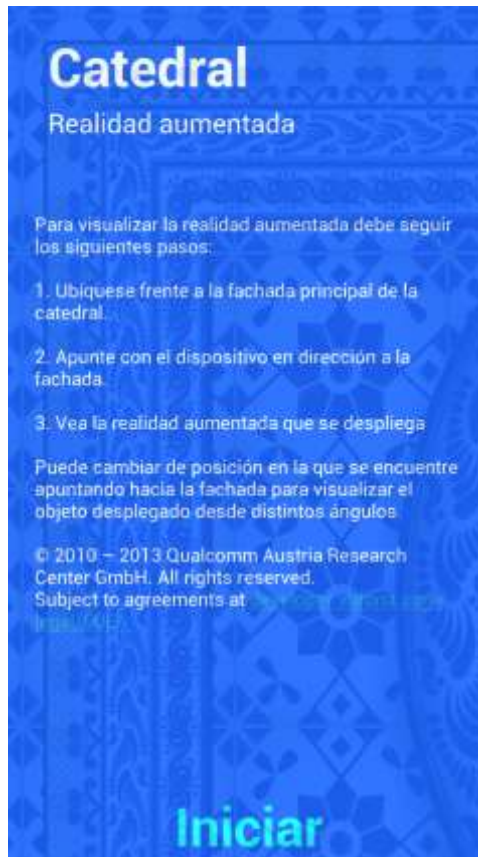 Catedral
Realidad aumentada
Para visualizar la realidad aumentada debe seguir
los siguientes pasos:
1. Ubiquese frente a la fachada principal de la
catedral.
2. Apunte con el dispositivo en dirección a la
fachada.
3. Vea la realidad aumentada que se despliega
Puede cambiar de posición en la que se encuentre
apuntando hacia la fachada para visualizar el
objeto desplegado desde distintos ángulos
© 2010 – 2013 Qualcomm Austria Research
Center GmbH. All rights reserved.
Subject to agreements at
Iniciar